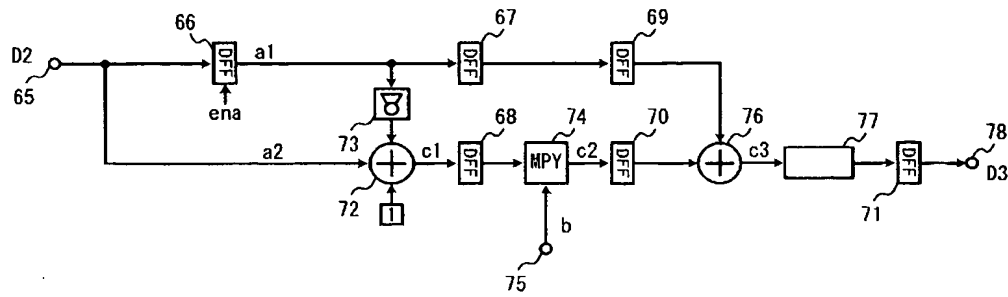 D2
65
66
DFF
ena
a1
67
DFF
69
DFF
73
a2
72
1
c1
68
DFF
74
MPY
c2
b
75
70
DFF
76
c3
77
DFF
71
78
D3